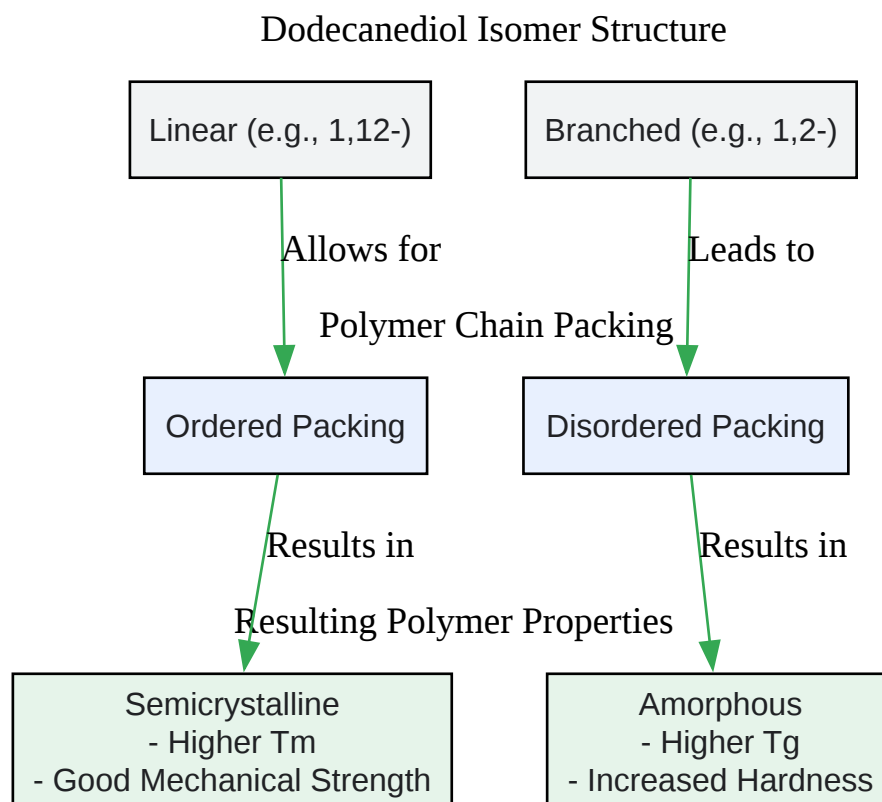 Dodecanediol Isomer Structure
Linear (e.g., 1,12-)
Branched (e.g., 1,2-)
Allows for
Leads to
Polymer Chain Packing
Ordered Packing
Disordered Packing
Results in
Results in
Resulting Polymer Properties
Semicrystalline
- Higher Tm
- Good Mechanical Strength
Amorphous
- Higher Tg
- Increased Hardness